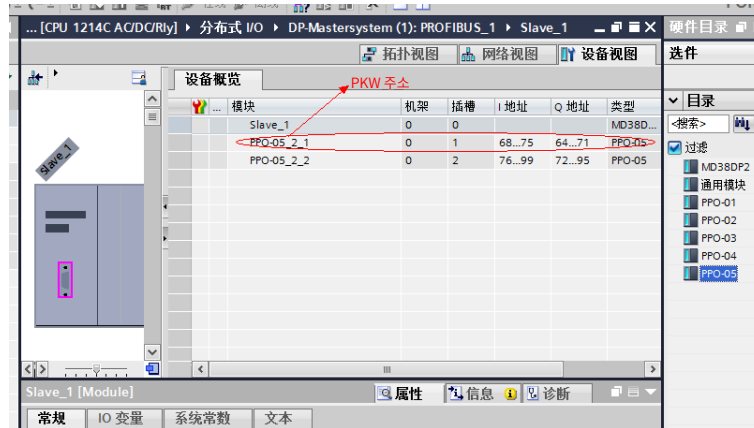 ... [CPU 1214C AC/DC/Rly] ▸ 分布式 I/O ▸ DP-Mastersystem (1): PROFIBUS_1 ▸ Slave_1
硬件目录
拓扑视图 网络视图 设备视图
选件
设备概览
PKW 주소
... 模块 机架 插槽 I 地址 Q 地址 类型
Slave_1 0 0 MD38D...
PPO-05_2_1 0 1 68...75 64...71 PPO-05
PPO-05_2_2 0 2 76...99 72...95 PPO-05
slave_1
目录
<搜索>
过滤
MD38DP2
通用模块
PPO-01
PPO-02
PPO-03
PPO-04
PPO-05
Slave_1 [Module]
属性 信息 诊断
常规 IO 变量 系统常数 文本